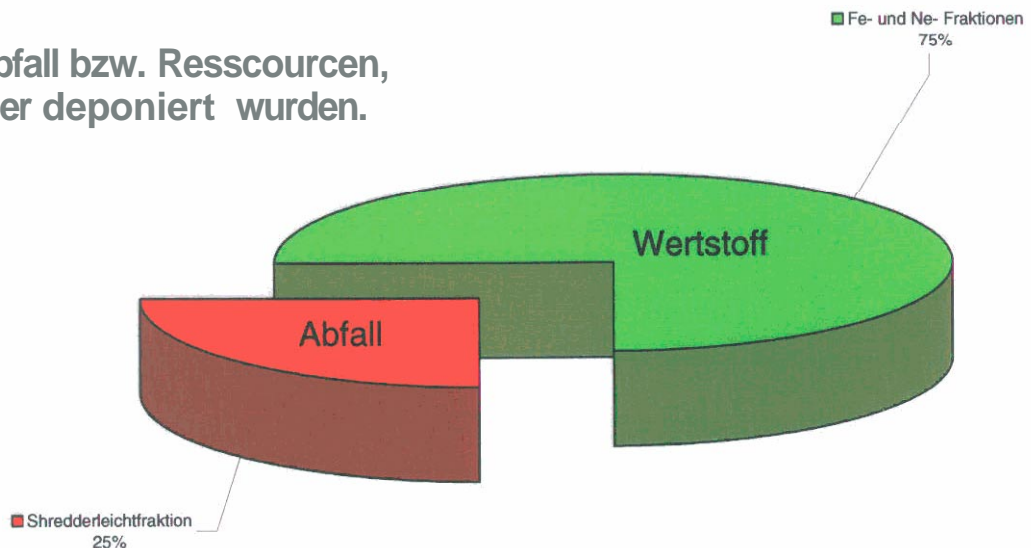 Fe- und Ne- Fraktionen
75%
bfall bzw. Resscourcen,
er deponiert wurden.
Wertstoff
Abfall
Shredderleichtfraktion
25%